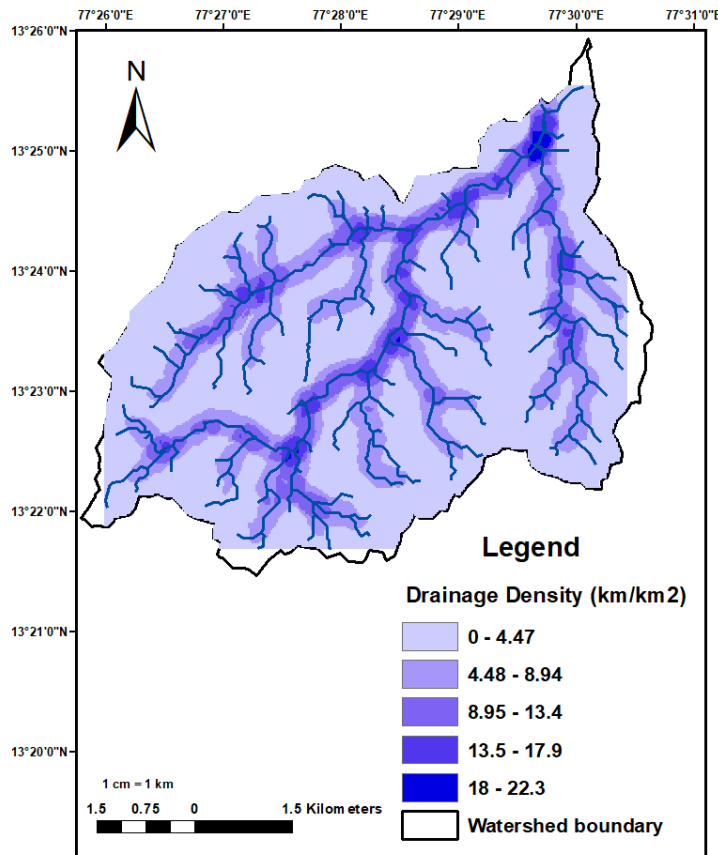 77°26'0"E 77°27'0"E 77°28'0"E 77°29'0"E 77°30'0"E 77°31'0"E
13°26'0"N
N
13°25'0"N
13°24'0"N
13°23'0"N
13°22'0"N
Legend
Drainage Density (km/km2)
13°21'0"N
0 - 4.47
4.48 - 8.94
8.95 - 13.4
13°20'0"N
13.5 - 17.9
1 cm = 1 km
18 - 22.3
1.5 0.75 0 1.5 Kilometers
Watershed boundary